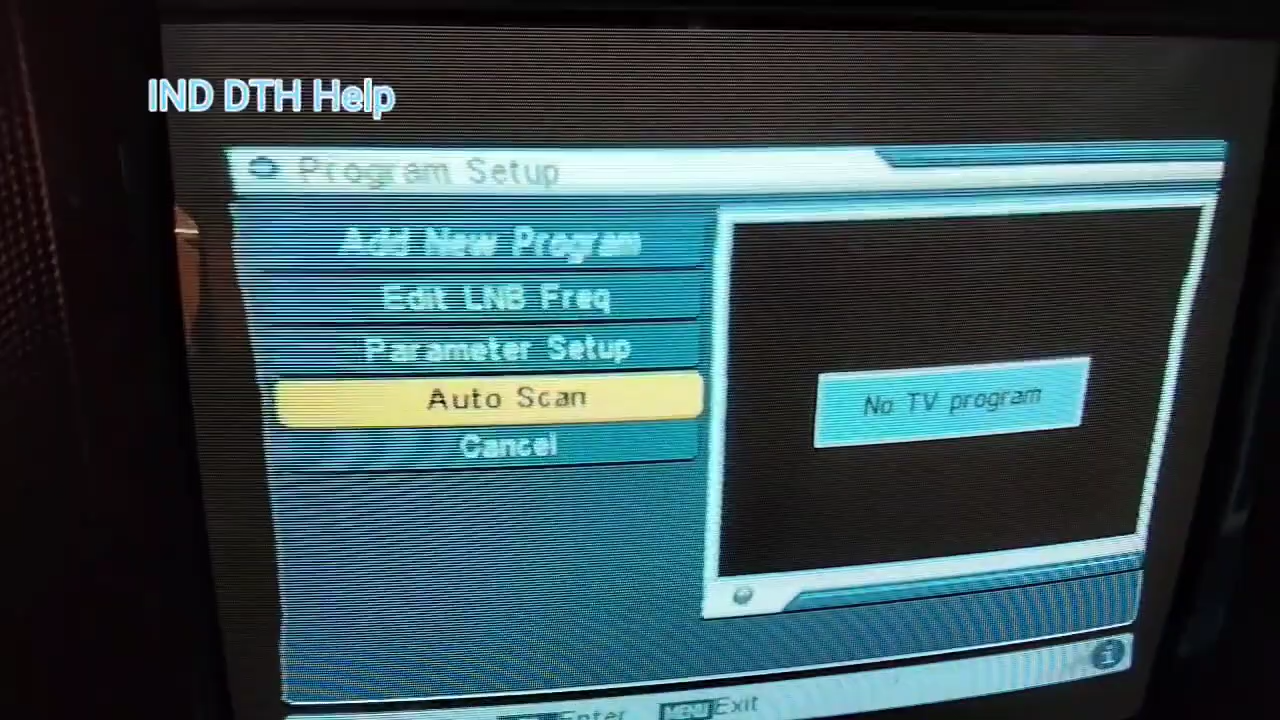 IND DTH Help
Program Setup
Add New Program
Edit LNB Freq
Parameter Setup
Auto Scan
Cancel
No TV program
i
Enter MENU Exit